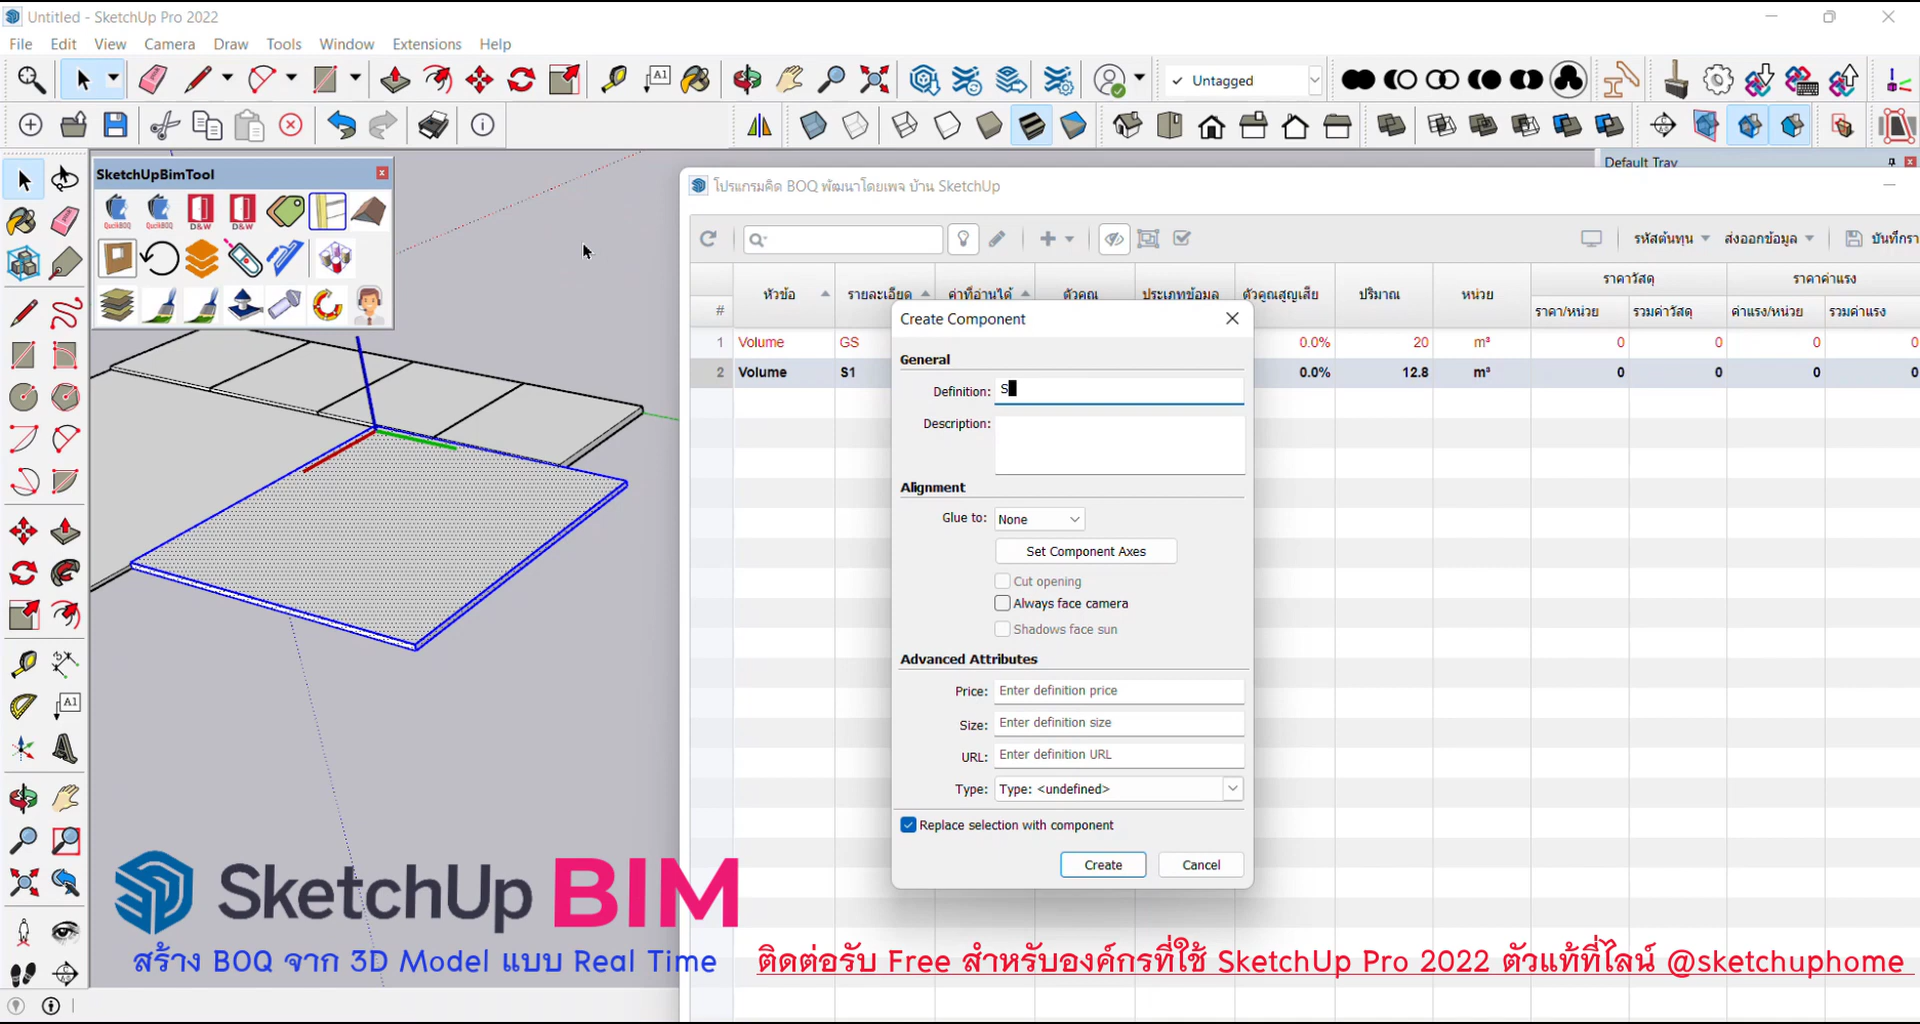 Untitled - SketchUp Pro 2022
File Edit View Camera Draw Tools Window Extensions Help
Untagged
SketchUpBimTool
QuickBOQ QuickBOQ D&W D&W
Default Tray
โปรแกรมคิด BOQ พัฒนาโดยเพจ บ้าน SketchUp
รหัสต้นทุน ส่งออกข้อมูล บันทึกรา
# หัวข้อ รายละเอียด ค่าที่อ่านได้ ตัวคูณ ประเภทข้อมูล ตัวคูณสูญเสีย ปริมาณ หน่วย ราคาวัสดุ ราคาค่าแรง
ราคา/หน่วย รวมค่าวัสดุ ค่าแรง/หน่วย รวมค่าแรง
1 Volume GS 0.0% 20 m³ 0 0 0 0
2 Volume S1 0.0% 12.8 m³ 0 0 0 0
Create Component
General
Definition: S
Description:
Alignment
Glue to: None
Set Component Axes
Cut opening
Always face camera
Shadows face sun
Advanced Attributes
Price: Enter definition price
Size: Enter definition size
URL: Enter definition URL
Type: Type: <undefined>
Replace selection with component
Create Cancel
SketchUp BIM
สร้าง BOQ จาก 3D Model แบบ Real Time
ติดต่อรับ Free สำหรับองค์กรที่ใช้ SketchUp Pro 2022 ตัวแท้ที่ไลน์ @sketchuphome